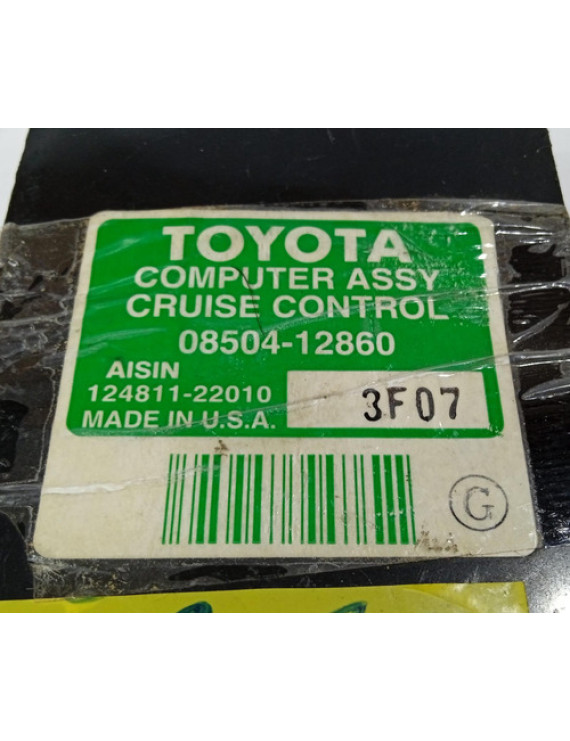 TOYOTA
COMPUTER ASSY
CRUISE CONTROL
08504-12860
AISIN
124811-22010
3F07
MADE IN U.S.A.
G